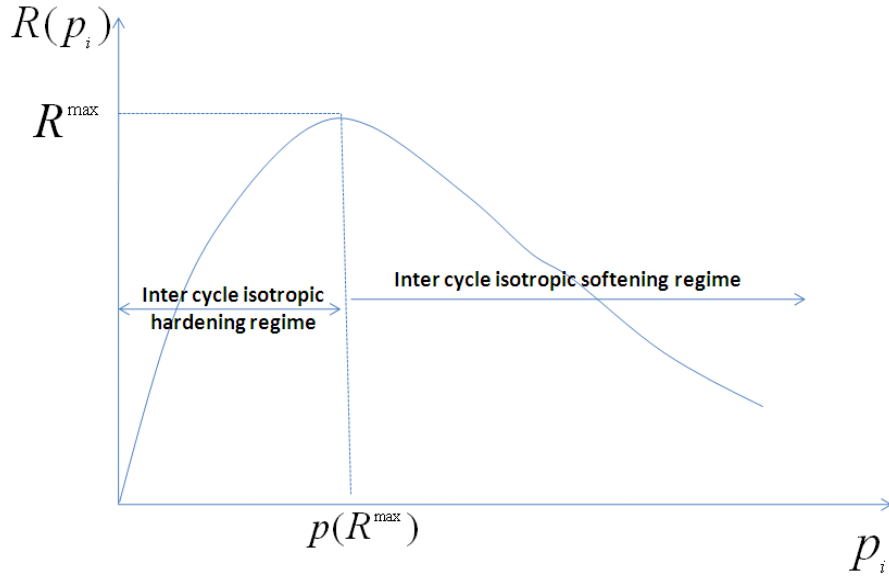 R(p_i)
R^max
Inter cycle isotropic softening regime
Inter cycle isotropic
hardening regime
p(R^max)
p_i